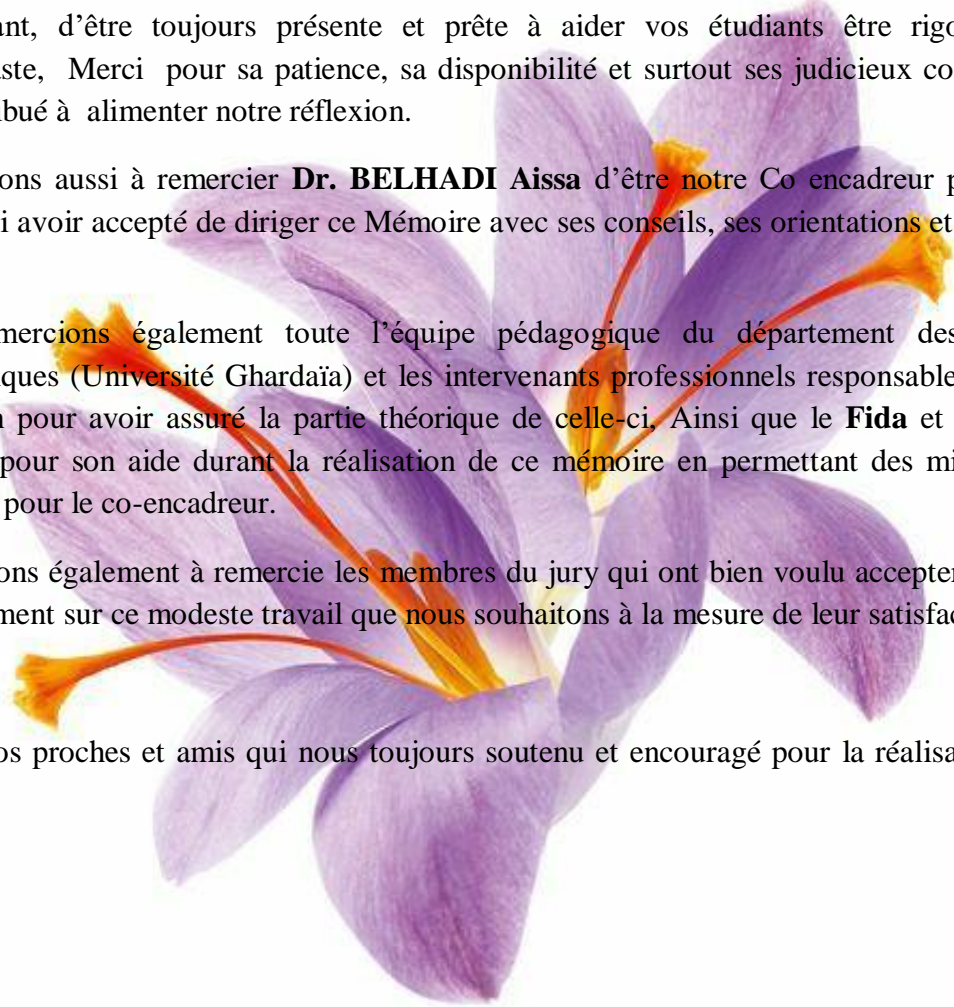 ant, d’être toujours présente et prête à aider vos étudiants être rigo
uste, Merci pour sa patience, sa disponibilité et surtout ses judicieux co
ibué à alimenter notre réflexion.
ons aussi à remercier Dr. BELHADI Aissa d’être notre Co encadreur p
i avoir accepté de diriger ce Mémoire avec ses conseils, ses orientations et
mercions également toute l’équipe pédagogique du département des
iques (Université Ghardaïa) et les intervenants professionnels responsable
n pour avoir assuré la partie théorique de celle-ci, Ainsi que le Fida et
pour son aide durant la réalisation de ce mémoire en permettant des mi
pour le co-encadreur.
ons également à remercie les membres du jury qui ont bien voulu accepter
ment sur ce modeste travail que nous souhaitons à la mesure de leur satisfac
os proches et amis qui nous toujours soutenu et encouragé pour la réalisa